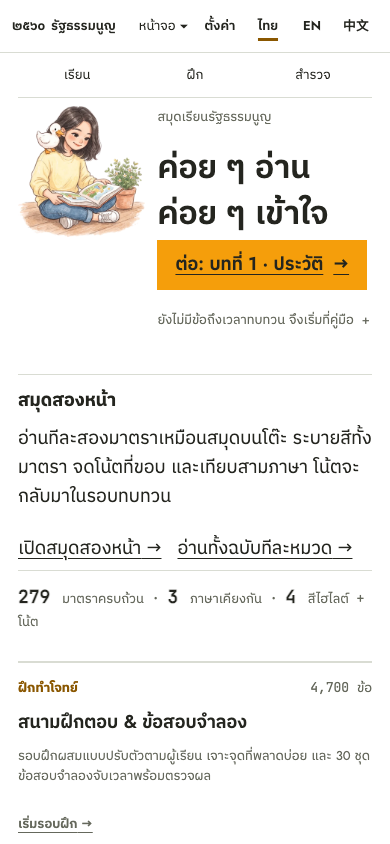 ๒๕๖๐ รัฐธรรมนูญ หน้าจอ ตั้งค่า ไทย EN 中文
เรียน ฝึก สำรวจ
สมุดเรียนรัฐธรรมนูญ
ค่อย ๆ อ่าน
ค่อย ๆ เข้าใจ
ต่อ: บทที่ 1 · ประวัติ →
ยังไม่มีข้อถึงเวลาทบทวน จึงเริ่มที่คู่มือ +
สมุดสองหน้า
อ่านทีละสองมาตราเหมือนสมุดบนโต๊ะ ระบายสีทั้ง
มาตรา จดโน้ตที่ขอบ และเทียบสามภาษา โน้ตจะ
กลับมาในรอบทบทวน
เปิดสมุดสองหน้า → อ่านทั้งฉบับทีละหมวด →
279 มาตราครบถ้วน · 3 ภาษาเคียงกัน · 4 สีไฮไลต์ +
โน้ต
ฝึกทำโจทย์ 4,700 ข้อ
สนามฝึกตอบ & ข้อสอบจำลอง
รอบฝึกผสมแบบปรับตัวตามผู้เรียน เจาะจุดที่พลาดบ่อย และ 30 ชุด
ข้อสอบจำลองจับเวลาพร้อมตรวจผล
เริ่มรอบฝึก →